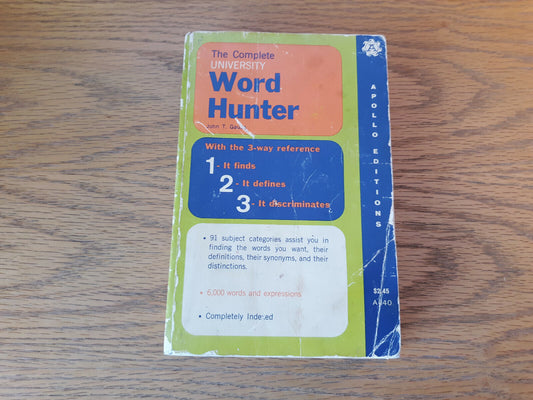 The Complete
UNIVERSITY
Word
Hunter
John T.
With the 3-way reference
1 - It finds
2 - It defines
3 - It discriminates
• 91 subject categories assist you in
finding the words you want, their
definitions, their synonyms, and their
distinctions.
• 6,000 words and expressions
• Completely Indexed
A
APOLLO EDITIONS
$2.45